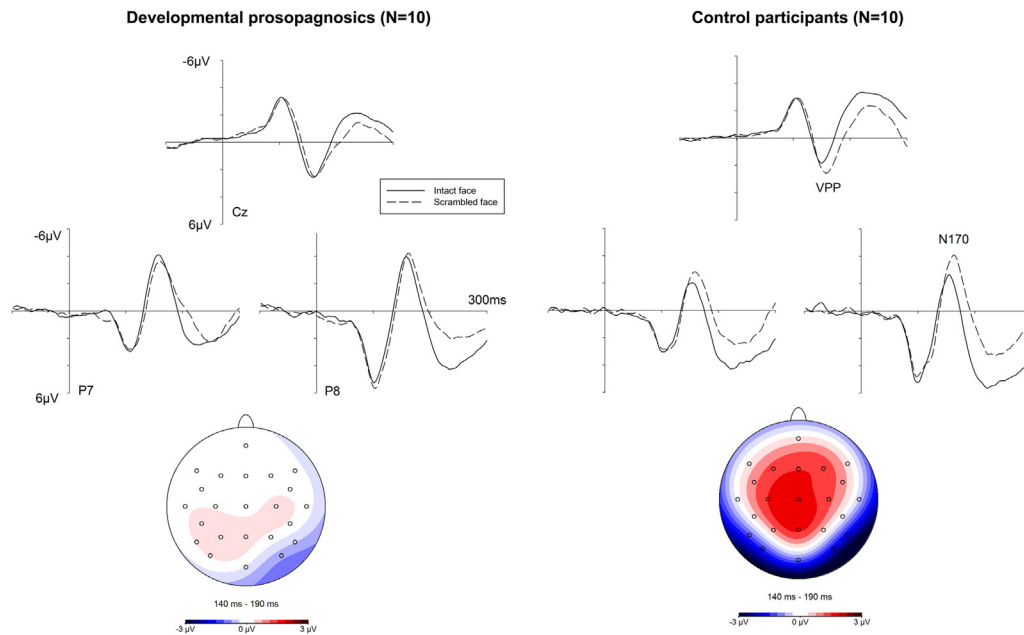 Developmental prosopagnosics (N=10)
Control participants (N=10)
-6µV
Cz
6µV
Intact face
Scrambled face
VPP
-6µV
6µV
P7
P8
300ms
N170
140 ms - 190 ms
-3 µV
0 µV
3 µV
140 ms - 190 ms
-3 µV
0 µV
3 µV